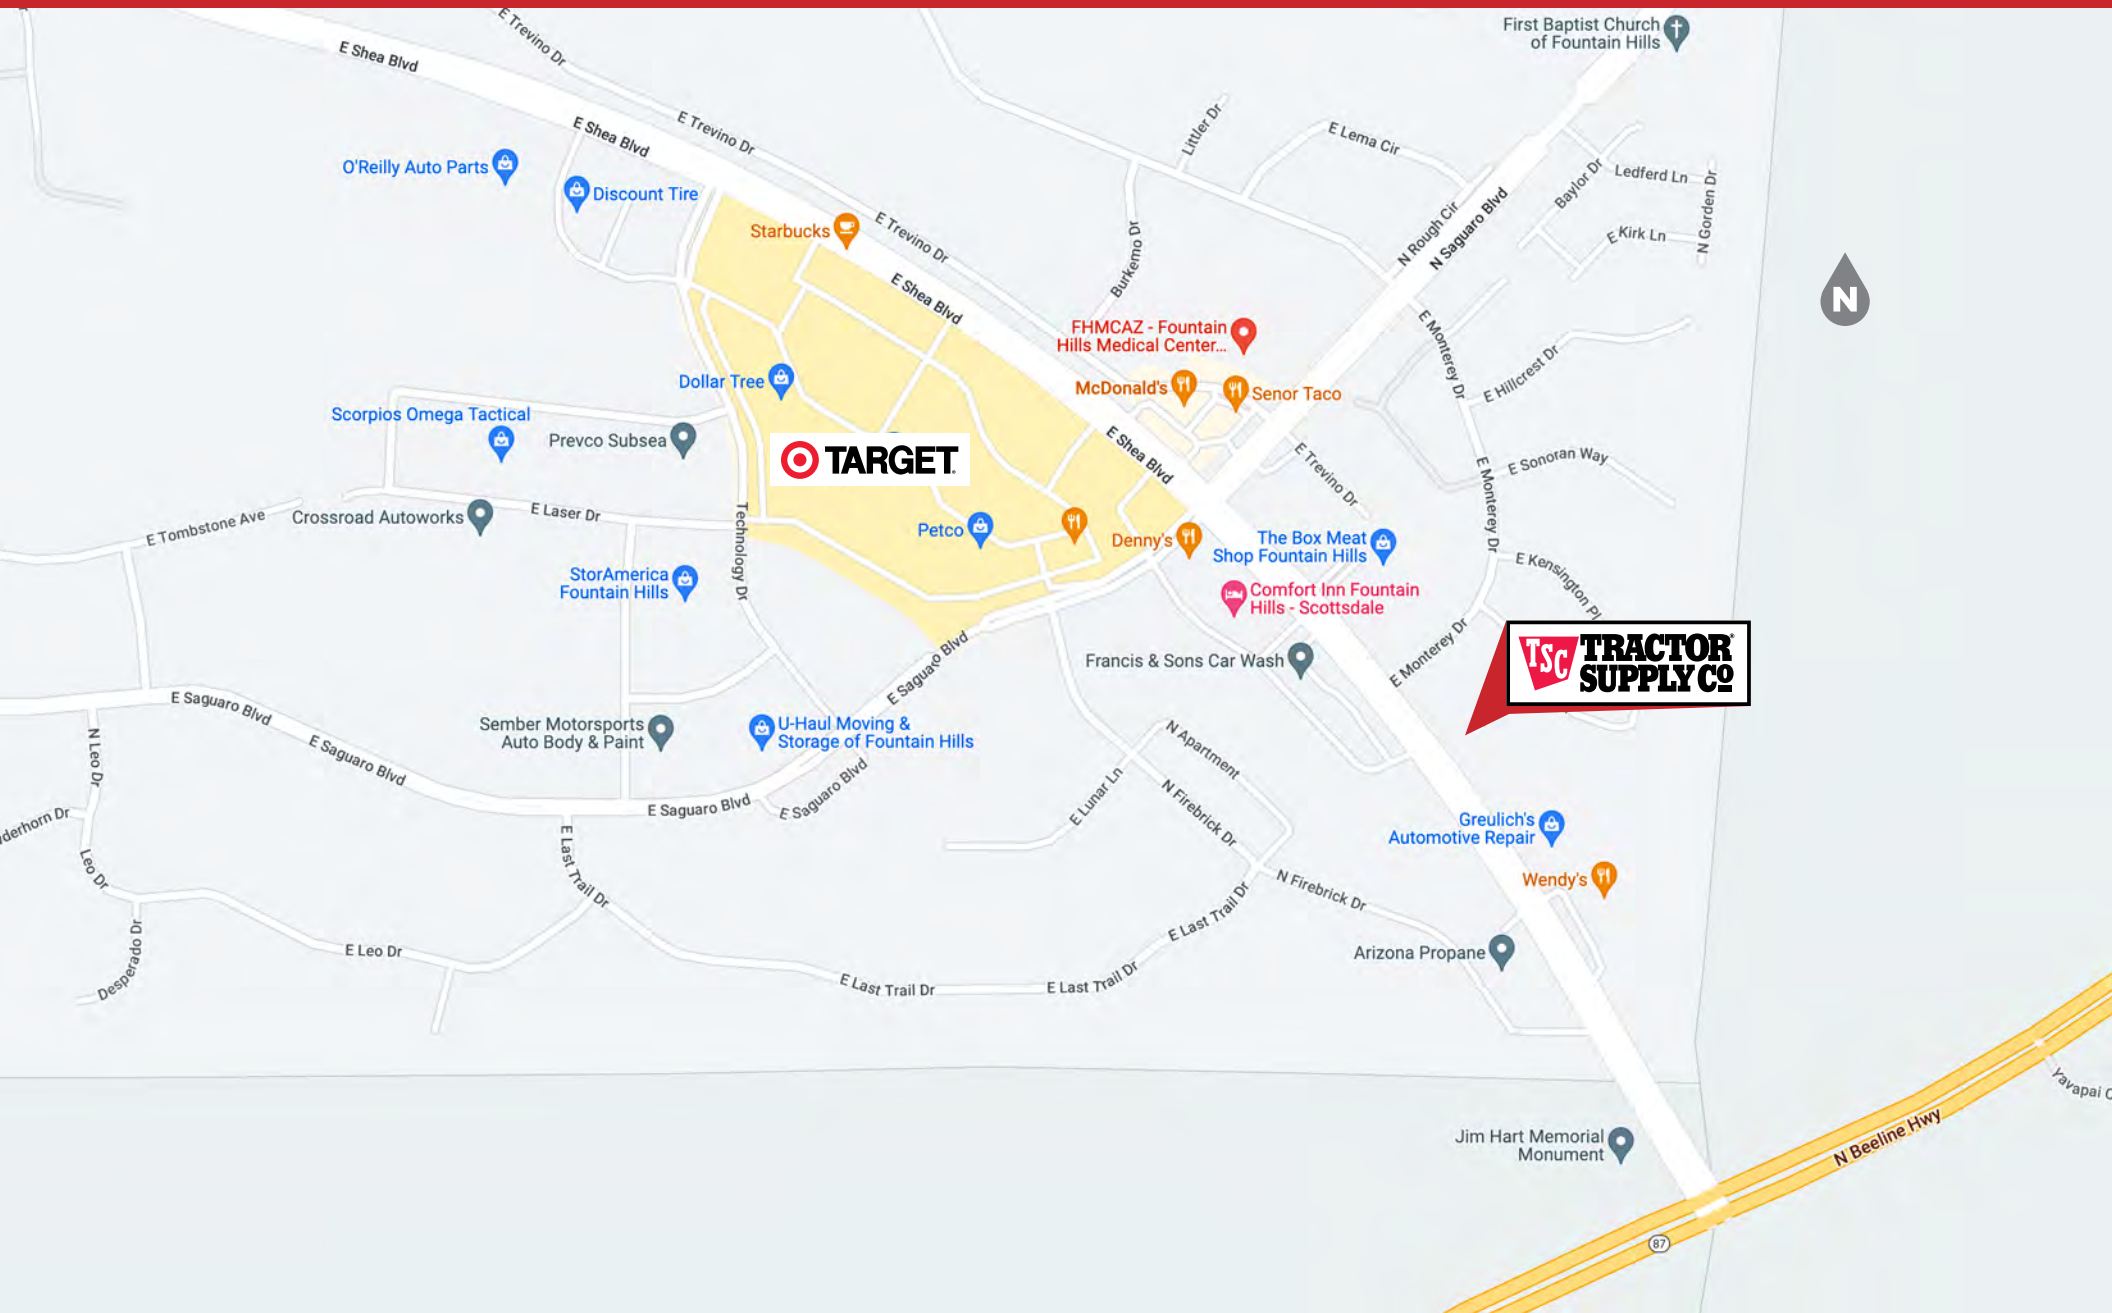 E Trevino Dr
First Baptist Church
of Fountain Hills
E Shea Blvd
E Shea Blvd
E Trevino Dr
Littler Dr
E Lema Cir
O'Reilly Auto Parts
Discount Tire
Baylor Dr
Ledferd Ln
N Gorden Dr
Starbucks
E Trevino Dr
Burkemo Dr
N Rough Cir
N Saguaro Blvd
E Kirk Ln
N
E Shea Blvd
FHMCAZ - Fountain
Hills Medical Center...
E Monterey Dr
E Hillcrest Dr
Dollar Tree
McDonald's
Senor Taco
Scorpios Omega Tactical
Prevco Subsea
TARGET
E Shea Blvd
E Trevino Dr
E Sonoran Way
E Monterey Dr
E Tombstone Ave
Crossroad Autoworks
E Laser Dr
Technology Dr
Petco
Denny's
The Box Meat
Shop Fountain Hills
E Kensington Pl
StorAmerica
Fountain Hills
Comfort Inn Fountain
Hills - Scottsdale
E Saguaro Blvd
Francis & Sons Car Wash
E Monterey Dr
TSC TRACTOR
SUPPLY CO
E Saguaro Blvd
N Leo Dr
E Saguaro Blvd
Sember Motorsports
Auto Body & Paint
U-Haul Moving &
Storage of Fountain Hills
N Apartment
E Lunar Ln
N Firebrick Dr
E Saguaro Blvd
E Saguaro Blvd
derhorn Dr
Leo Dr
E Last Trail Dr
Greulich's
Automotive Repair
Wendy's
N Firebrick Dr
E Last Trail Dr
Desperado Dr
E Leo Dr
E Last Trail Dr
E Last Trail Dr
Arizona Propane
Yavapai C
Jim Hart Memorial
Monument
N Beeline Hwy
87